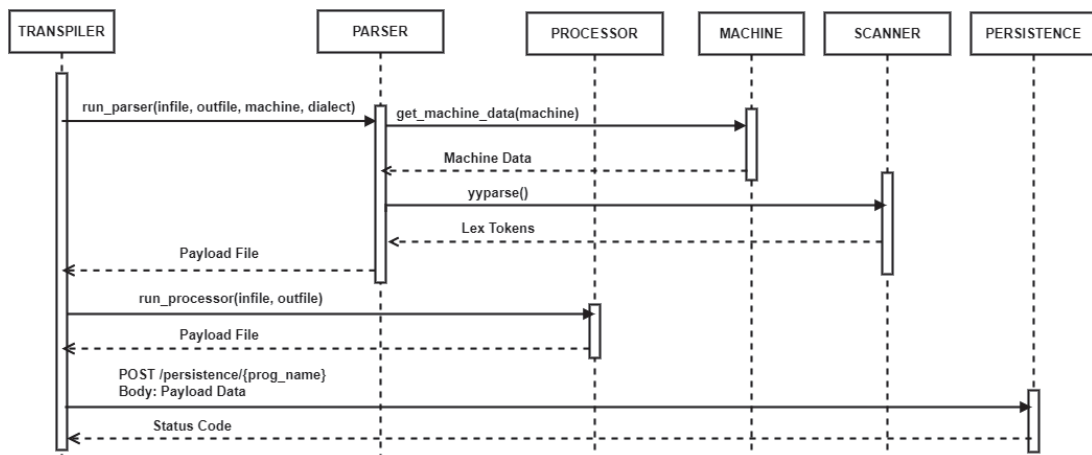 TRANSPILER
PARSER
PROCESSOR
MACHINE
SCANNER
PERSISTENCE
run_parser(infile, outfile, machine, dialect)
get_machine_data(machine)
Machine Data
yyparse()
Lex Tokens
Payload File
run_processor(infile, outfile)
Payload File
POST /persistence/{prog_name}
Body: Payload Data
Status Code